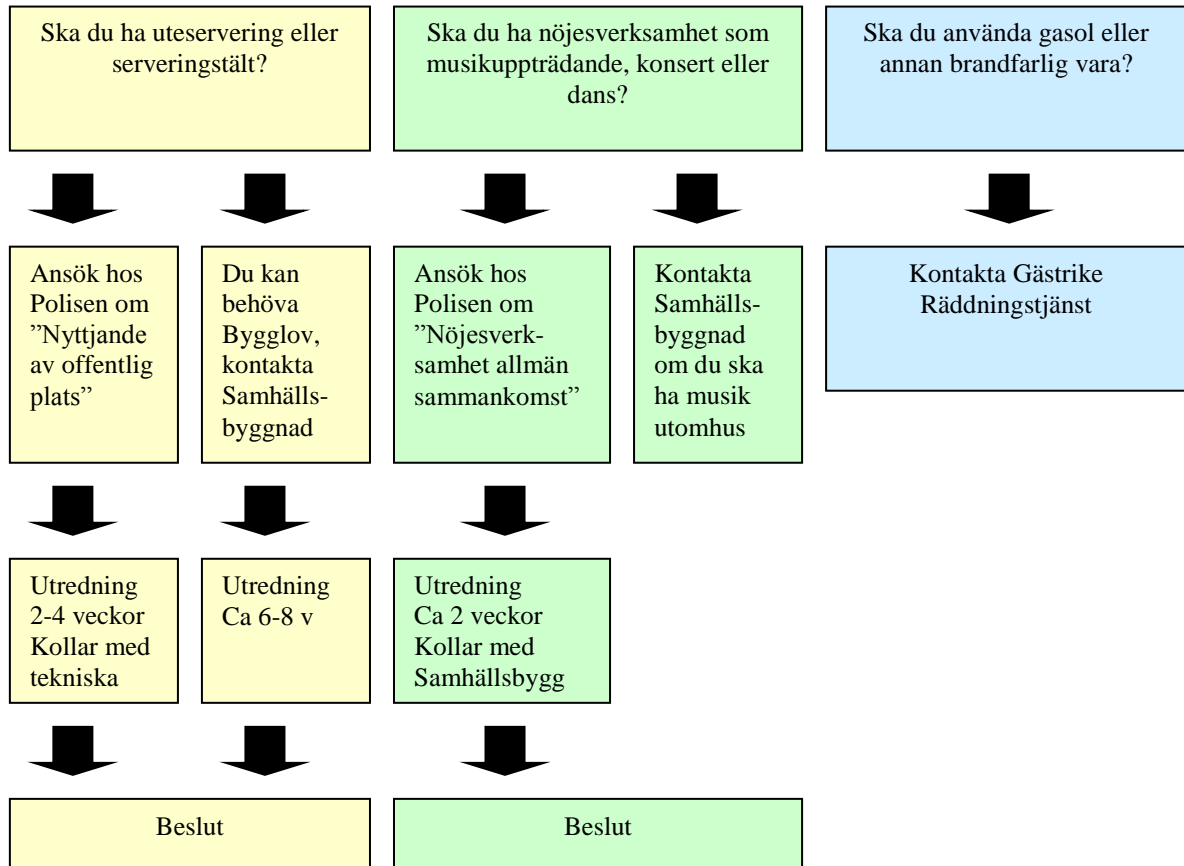 Ska du ha uteservering eller
serveringstält?
Ska du ha nöjesverksamhet som
musikuppträdande, konsert eller
dans?
Ska du använda gasol eller
annan brandfarlig vara?
Ansök hos
Polisen om
”Nyttjande
av offentlig
plats”
Du kan
behöva
Bygglov,
kontakta
Samhälls-
byggnad
Ansök hos
Polisen om
”Nöjesverk-
samhet allmän
sammankomst”
Kontakta
Samhälls-
byggnad
om du ska
ha musik
utomhus
Kontakta Gästrike
Räddningstjänst
Utredning
2-4 veckor
Kollar med
tekniska
Utredning
Ca 6-8 v
Utredning
Ca 2 veckor
Kollar med
Samhällsbygg
Beslut
Beslut